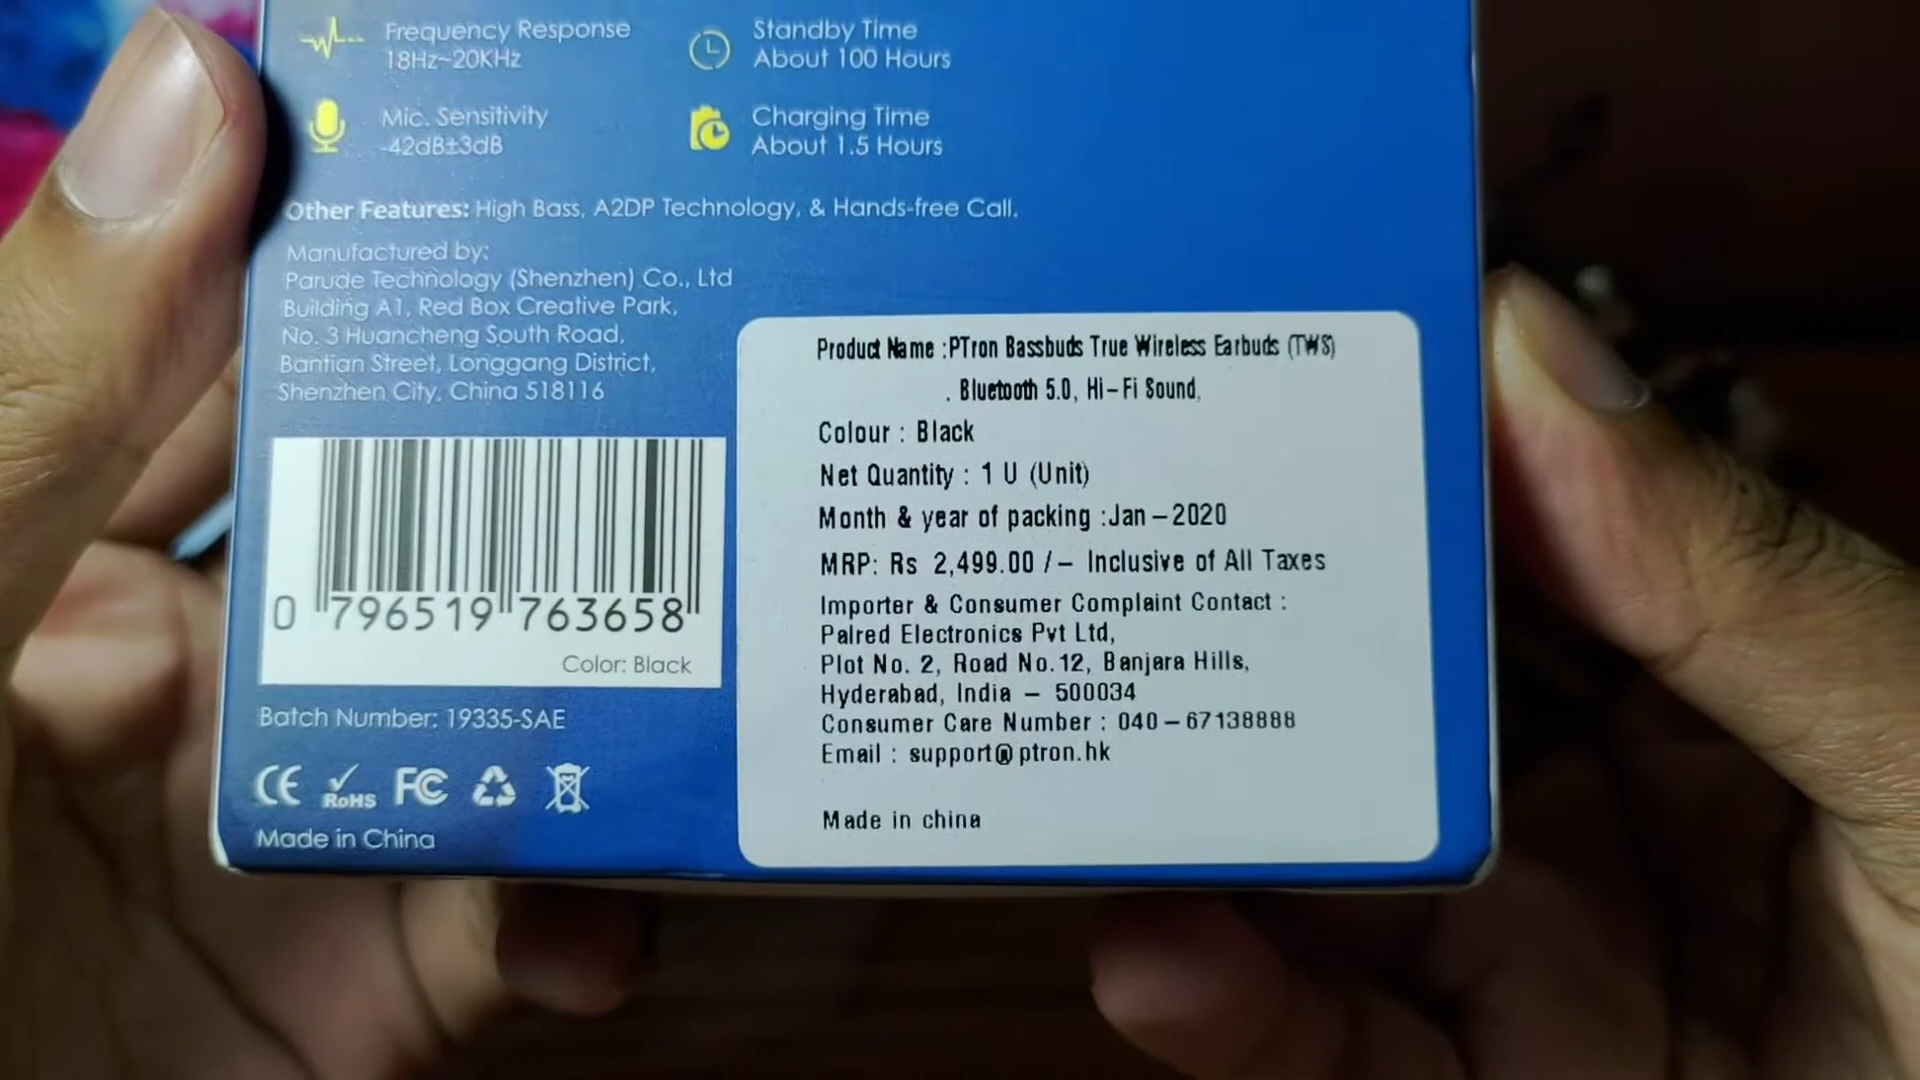 Frequency Response
18Hz~20KHz
Standby Time
About 100 Hours
Mic. Sensitivity
-42dB±3dB
Charging Time
About 1.5 Hours
Other Features: High Bass, A2DP Technology, & Hands-free Call.
Manufactured by:
Parude Technology (Shenzhen) Co., Ltd
Building A1, Red Box Creative Park,
No. 3 Huancheng South Road,
Bantian Street, Longgang District,
Shenzhen City, China 518116
0 796519 763658
Color: Black
Batch Number: 19335-SAE
CE RoHS FC
Made in China
Product Name :PTron Bassbuds True Wireless Earbuds (TWS)
. Bluetooth 5.0, Hi-Fi Sound,
Colour : Black
Net Quantity : 1 U (Unit)
Month & year of packing :Jan-2020
MRP: Rs 2,499.00 /- Inclusive of All Taxes
Importer & Consumer Complaint Contact :
Palred Electronics Pvt Ltd,
Plot No. 2, Road No.12, Banjara Hills,
Hyderabad, India - 500034
Consumer Care Number : 040-67138888
Email : support@ptron.hk
Made in china